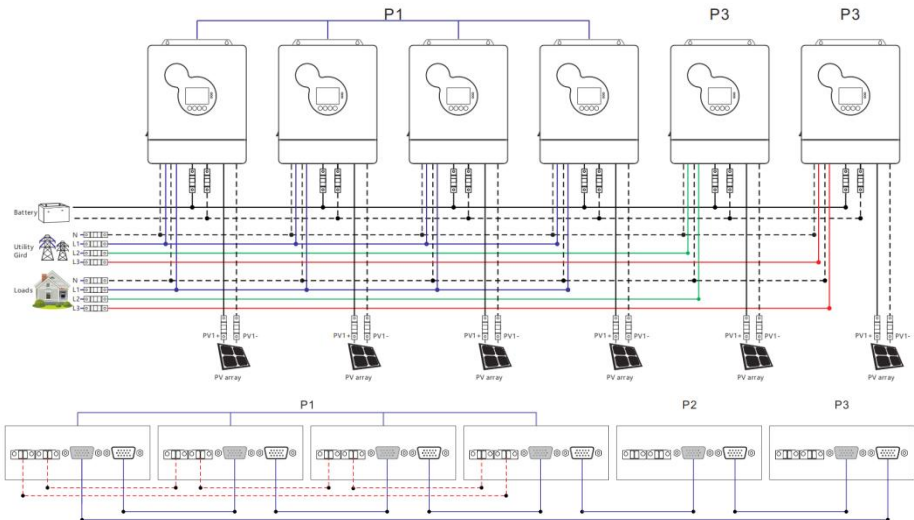 P1 P3 P3
Battery
N
Utility
Gird
L1
L2
L3
Loads
N
L1
L2
L3
PV1+ PV1- PV1+ PV1- PV1+ PV1- PV1+ PV1- PV1+ PV1- PV1+ PV1-
PV array PV array PV array PV array PV array PV array
P1 P2 P3